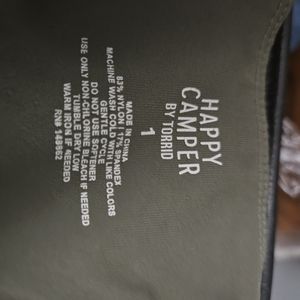 HAPPY
CAMPER
BY TORRID
1
MADE IN CHINA
83% NYLON | 17% SPANDEX
MACHINE WASH COLD WITH LIKE COLORS
GENTLE CYCLE
DO NOT USE SOFTENER
USE ONLY NON-CHLORINE BLEACH IF NEEDED
TUMBLE DRY LOW
WARM IRON IF NEEDED
RN# 149862